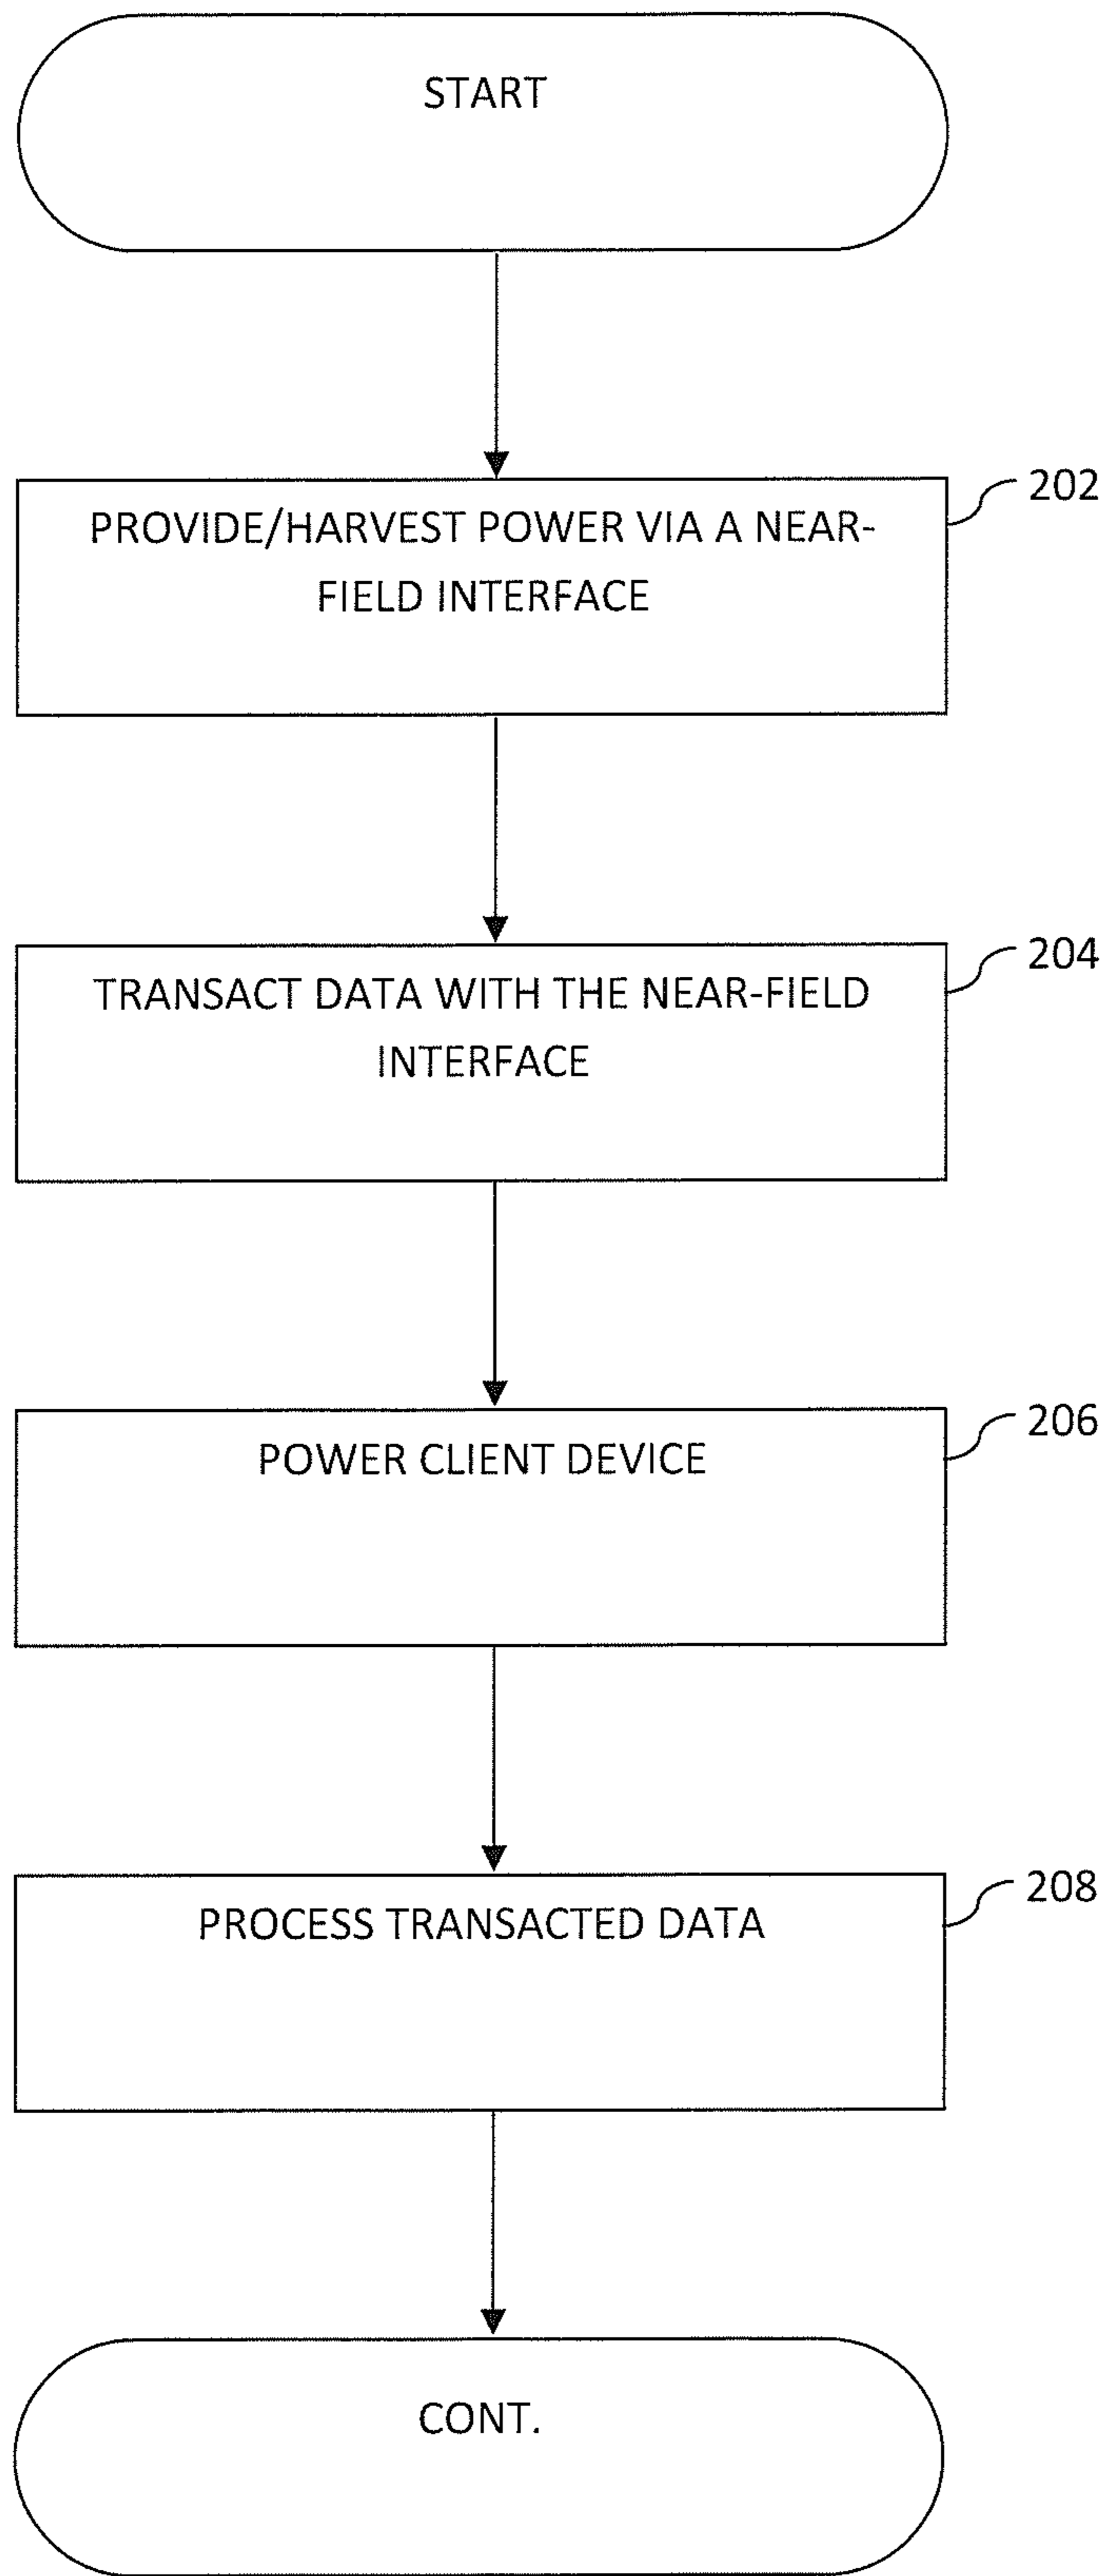 START
202
PROVIDE/HARVEST POWER VIA A NEAR-
FIELD INTERFACE
204
TRANSACT DATA WITH THE NEAR-FIELD
INTERFACE
206
POWER CLIENT DEVICE
208
PROCESS TRANSACTED DATA
CONT.